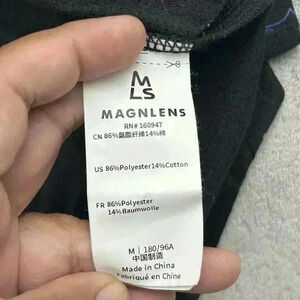 M
LS
MAGNLENS
RN# 160947
CN 86%聚酯纤维14%棉
US 86%Polyester14%Cotton
FR 86%Polyester
14%Baumwolle
M | 180/96A
中国制造
Made in China
Fabriqué en Chine